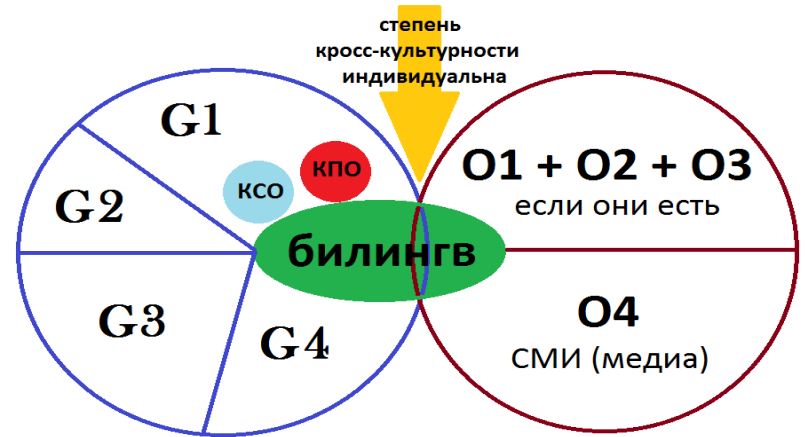 степень
кросс-культурности
индивидуальна
G1
КПО
КСО
G2
O1 + O2 + O3
если они есть
билингв
G3
G4
O4
СМИ (медиа)